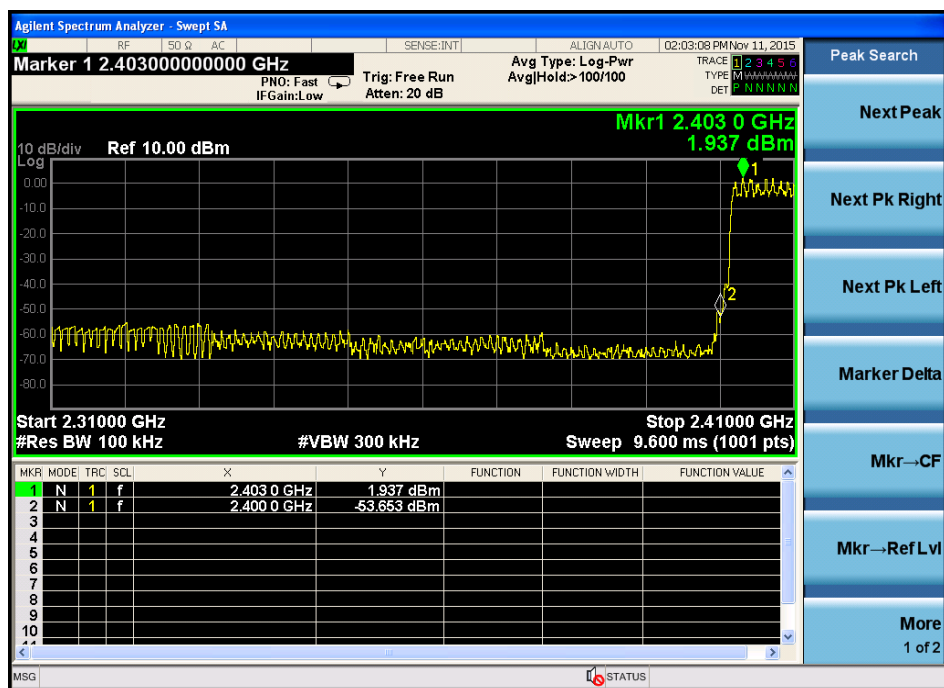 Agilent Spectrum Analyzer - Swept SA
LXI RF 50 Ω AC SENSE:INT ALIGN AUTO 02:03:08 PM Nov 11, 2015
Marker 1 2.403000000000 GHz
PNO: Fast
IFGain:Low
Trig: Free Run
Atten: 20 dB
Avg Type: Log-Pwr
Avg|Hold:>100/100
TRACE 1 2 3 4 5 6
TYPE M WWWWW
DET P N N N N N
Mkr1 2.403 0 GHz
1.937 dBm
10 dB/div Ref 10.00 dBm
Log
1
0.00
-10.0
-20.0
-30.0
-40.0
2
-50.0
-60.0
-70.0
-80.0
Start 2.31000 GHz Stop 2.41000 GHz
#Res BW 100 kHz #VBW 300 kHz Sweep 9.600 ms (1001 pts)
MKR MODE TRC SCL X Y FUNCTION FUNCTION WIDTH FUNCTION VALUE
1 N 1 f 2.403 0 GHz 1.937 dBm
2 N 1 f 2.400 0 GHz -53.653 dBm
3
4
5
6
7
8
9
10
MSG STATUS
Peak Search
Next Peak
Next Pk Right
Next Pk Left
Marker Delta
Mkr→CF
Mkr→Ref Lvl
More
1 of 2